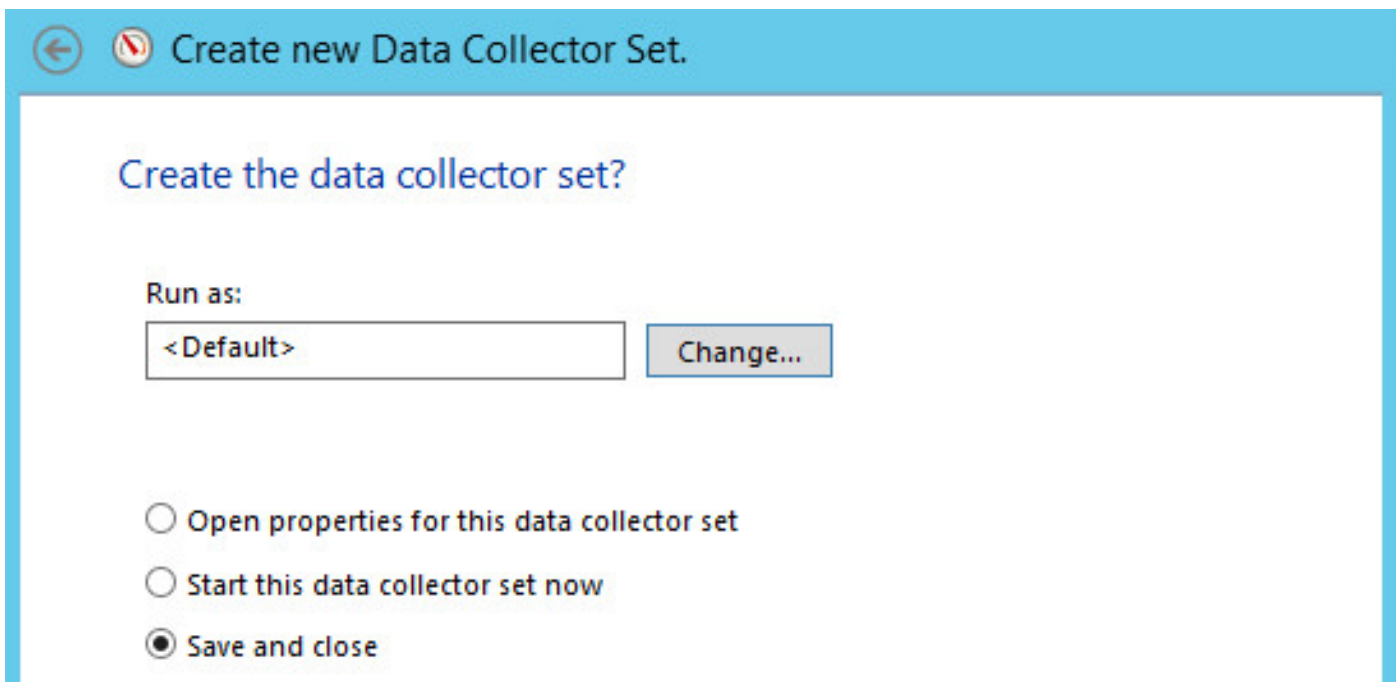 Create new Data Collector Set.
Create the data collector set?
Run as:
<Default>
Change...
Open properties for this data collector set
Start this data collector set now
Save and close